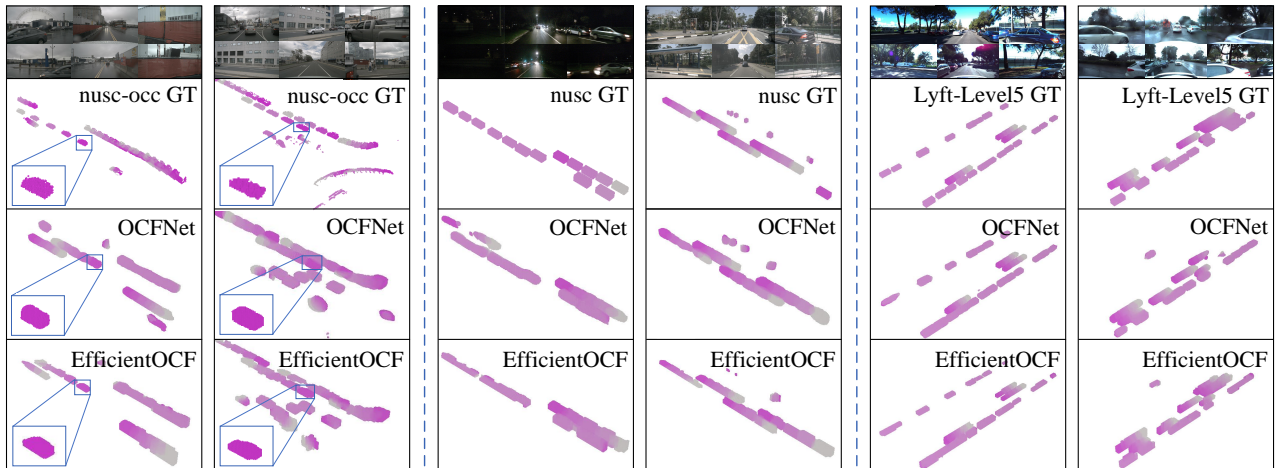 nusc-occ GT
nusc-occ GT
nusc GT
nusc GT
Lyft-Level5 GT
Lyft-Level5 GT
OCFNet
OCFNet
OCFNet
OCFNet
OCFNet
OCFNet
EfficientOCF
EfficientOCF
EfficientOCF
EfficientOCF
EfficientOCF
EfficientOCF